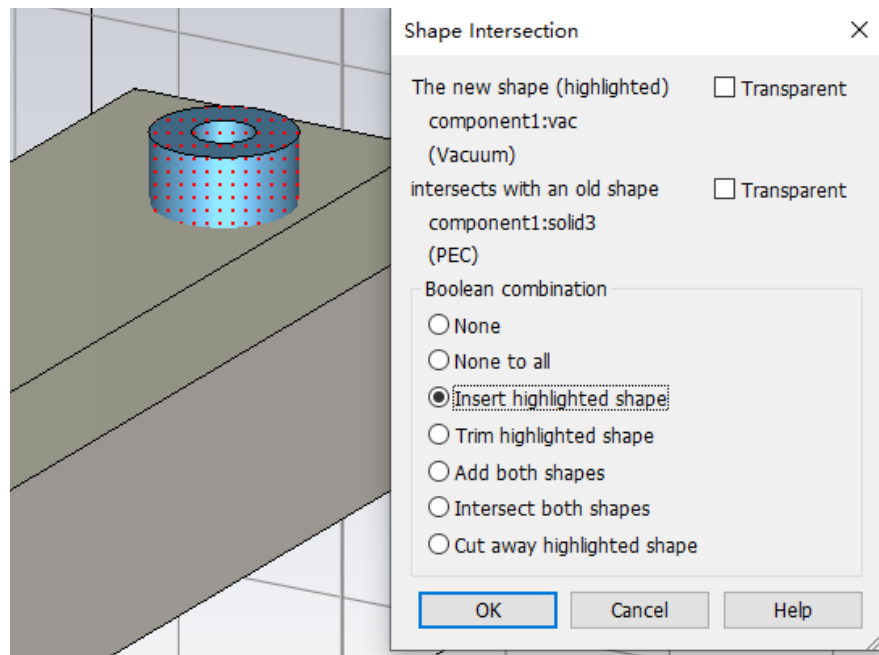 Shape Intersection
The new shape (highlighted)
Transparent
component1:vac
(Vacuum)
intersects with an old shape
Transparent
component1:solid3
(PEC)
Boolean combination
None
None to all
Insert highlighted shape
Trim highlighted shape
Add both shapes
Intersect both shapes
Cut away highlighted shape
OK
Cancel
Help